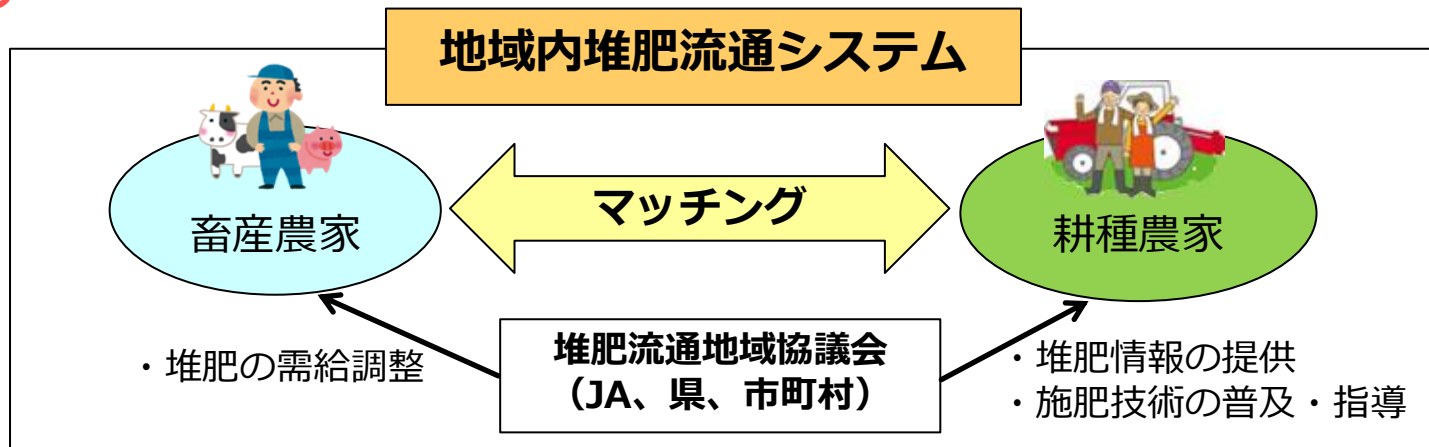 地域内堆肥流通システム
畜産農家
マッチング
耕種農家
・堆肥の需給調整
堆肥流通地域協議会
（JA、県、市町村）
・堆肥情報の提供
・施肥技術の普及・指導